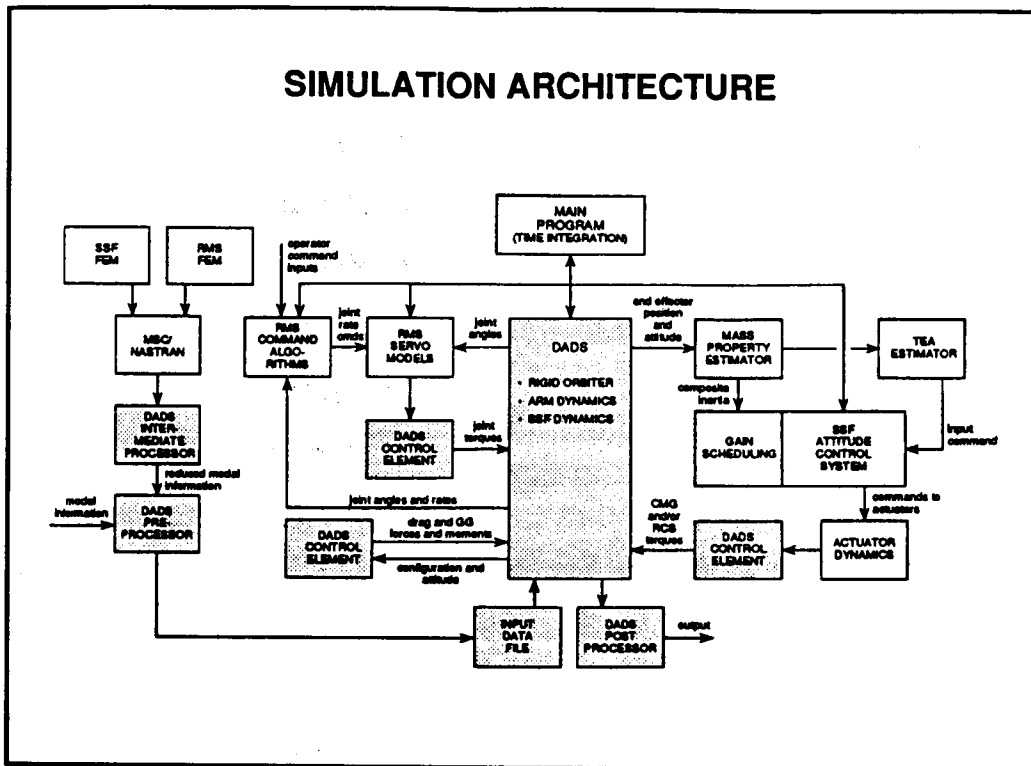 SIMULATION ARCHITECTURE
MAIN
PROGRAM
(TIME INTEGRATION)
SSF
FEM
RMS
FEM
operator
command
inputs
MSC/
NASTRAN
RMS
COMMAND
ALGO-
RITHMS
joint
rate
cmds
RMS
SERVO
MODELS
joint
angles
DADS
• RIGID ORBITER
• ARM DYNAMICS
• SSF DYNAMICS
end effector
position
and
attitude
MASS
PROPERTY
ESTIMATOR
TEA
ESTIMATOR
composite
inertia
DADS
INTER-
MEDIATE
PROCESSOR
DADS
CONTROL
ELEMENT
joint
torques
GAIN
SCHEDULING
SSF
ATTITUDE
CONTROL
SYSTEM
input
command
reduced modal
information
modal
information
DADS
PRE-
PROCESSOR
joint angles and rates
drag and GG
forces and moments
DADS
CONTROL
ELEMENT
configuration and
attitude
CMG
and/or
RCS
torques
DADS
CONTROL
ELEMENT
commands to
actuators
ACTUATOR
DYNAMICS
INPUT
DATA
FILE
DADS
POST
PROCESSOR
output